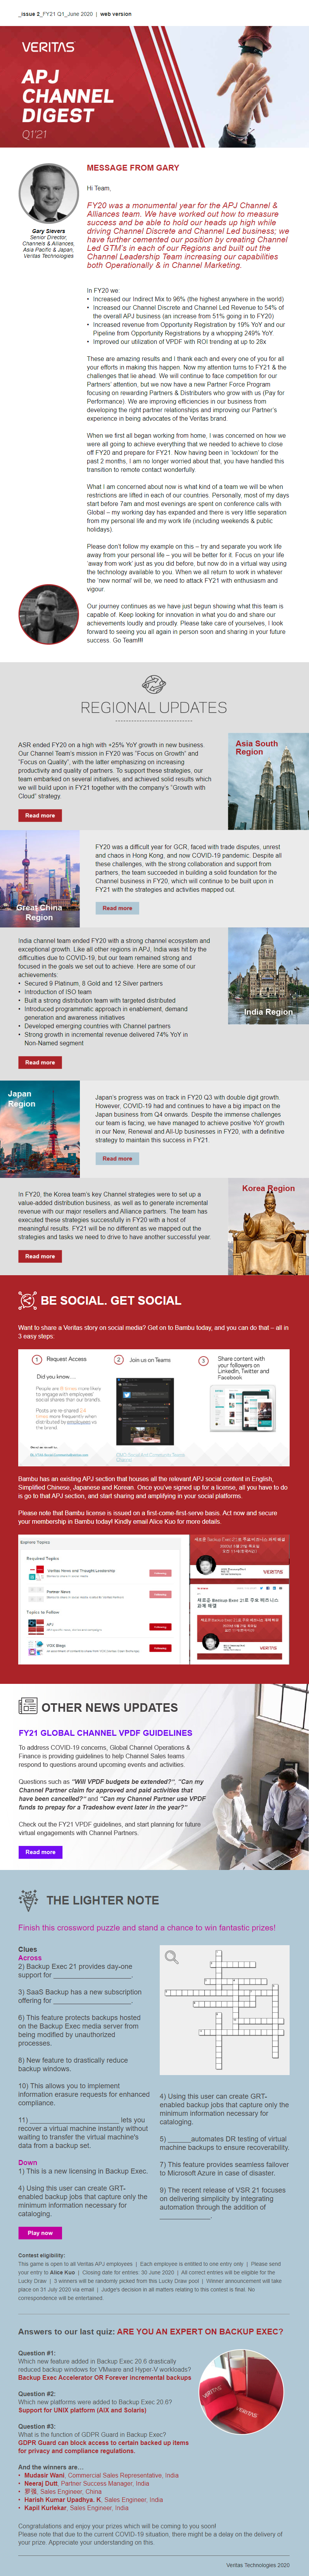 _issue 2_FY21 Q1_June 2020 | web version
VERITAS
APJ
CHANNEL
DIGEST
Q1'21
MESSAGE FROM GARY
Hi Team,
FY20 was a monumental year for the APJ Channel &
Alliances team. We have worked out how to measure
success and be able to hold our heads up high while
driving Channel Discrete and Channel Led business; we
have further cemented our position by creating Channel
Led GTM's in each of our Regions and built out the
Channel Leadership Team increasing our capabilities
both Operationally & in Channel Marketing.
Gary Sievers
Senior Director,
Channels & Alliances,
Asia Pacific & Japan,
Veritas Technologies
In FY20 we:
• Increased our Indirect Mix to 96% (the highest anywhere in the world)
• Increased our Channel Discrete and Channel Led Revenue to 54% of
the overall APJ business (an increase from 51% going in to FY20)
• Increased revenue from Opportunity Registration by 19% YoY and our
Pipeline from Opportunity Registrations by a whopping 249% YoY.
• Improved our utilization of VPDF with ROI trending at up to 28x
These are amazing results and I thank each and every one of you for all
your efforts in making this happen. Now my attention turns to FY21 & the
challenges that lie ahead. We will continue to face competition for our
Partners' attention, but we now have a new Partner Force Program
focusing on rewarding Partners & Distributers who grow with us (Pay for
Performance). We are improving efficiencies in our business from
developing the right partner relationships and improving our Partner's
experience in being advocates of the Veritas brand.
When we first all began working from home, I was concerned on how we
were all going to achieve everything that we needed to achieve to close
off FY20 and prepare for FY21. Now having been in 'lockdown' for the
past 2 months, I am no longer worried about that, you have handled this
transition to remote contact wonderfully.
What I am concerned about now is what kind of a team we will be when
restrictions are lifted in each of our countries. Personally, most of my days
start before 7am and most evenings are spent on conference calls with
Global – my working day has expanded and there is very little separation
from my personal life and my work life (including weekends & public
holidays).
Please don't follow my example on this – try and separate you work life
away from your personal life – you will be better for it. Focus on your life
'away from work' just as you did before, but now do in a virtual way using
the technology available to you. When we all return to work in whatever
the 'new normal' will be, we need to attack FY21 with enthusiasm and
vigour.
Our journey continues as we have just begun showing what this team is
capable of. Keep looking for innovation in what you do and share our
achievements loudly and proudly. Please take care of yourselves, I look
forward to seeing you all again in person soon and sharing in your future
success. Go Team!!!!
REGIONAL UPDATES
ASR ended FY20 on a high with +25% YoY growth in new business.
Our Channel Team's mission in FY20 was "Focus on Growth" and
"Focus on Quality", with the latter emphasizing on increasing
productivity and quality of partners. To support these strategies, our
team embarked on several initiatives, and achieved solid results which
we will build upon in FY21 together with the company's "Growth with
Cloud" strategy.
Read more
Asia South
Region
Great China
Region
FY20 was a difficult year for GCR, faced with trade disputes, unrest
and chaos in Hong Kong, and now COVID-19 pandemic. Despite all
these challenges, with the strong collaboration and support from
partners, the team succeeded in building a solid foundation for the
Channel business in FY20, which will continue to be built upon in
FY21 with the strategies and activities mapped out.
Read more
India channel team ended FY20 with a strong channel ecosystem and
exceptional growth. Like all other regions in APJ, India was hit by the
difficulties due to COVID-19, but our team remained strong and
focused in the goals we set out to achieve. Here are some of our
achievements:
• Secured 9 Platinum, 8 Gold and 12 Silver partners
• Introduction of ISO team
• Built a strong distribution team with targeted distributed
• Introduced programmatic approach in enablement, demand
generation and awareness initiatives
• Developed emerging countries with Channel partners
• Strong growth in incremental revenue delivered 74% YoY in
Non-Named segment
Read more
India Region
Japan
Region
Japan's progress was on track in FY20 Q3 with double digit growth.
However, COVID-19 had and continues to have a big impact on the
Japan business from Q4 onwards. Despite the immense challenges
our team is facing, we have managed to achieve positive YoY growth
in our New, Renewal and All-Up businesses in FY20, with a definitive
strategy to maintain this success in FY21.
Read more
In FY20, the Korea team's key Channel strategies were to set up a
value-added distribution business, as well as to generate incremental
revenue with our major resellers and Alliance partners. The team has
executed these strategies successfully in FY20 with a host of
meaningful results. FY21 will be no different as we mapped out the
strategies and tasks we need to drive to have another successful year.
Read more
Korea Region
BE SOCIAL. GET SOCIAL
Want to share a Veritas story on social media? Get on to Bambu today, and you can do that – all in
3 easy steps:
1 Request Access
2 Join us on Teams
3 Share content with
your followers on
LinkedIn, Twitter and
Facebook
Did you know....
Bambu has an existing APJ section that houses all the relevant APJ social content in English,
Simplified Chinese, Japanese and Korean. Once you've signed up for a license, all you have to do
is go to that APJ section, and start sharing and amplifying in your social platforms.
Please note that Bambu license is issued on a first-come-first-serve basis. Act now and secure
your membership in Bambu today! Kindly email Alice Kuo for more details.
Explore Topics
Required Topics
Veritas News and Thought Leadership
Partner News
Topics to Follow
APJ
VOX Blogs
VERITAS
VERITAS
OTHER NEWS UPDATES
FY21 GLOBAL CHANNEL VPDF GUIDELINES
To address COVID-19 concerns, Global Channel Operations &
Finance is providing guidelines to help Channel Sales teams
respond to questions around upcoming events and activities.
Questions such as "Will VPDF budgets be extended?", "Can my
Channel Partner claim for approved and paid activities that
have been cancelled?" and "Can my Channel Partner use VPDF
funds to prepay for a Tradeshow event later in the year?"
Check out the FY21 VPDF guidelines, and start planning for future
virtual engagements with Channel Partners.
Read more
THE LIGHTER NOTE
Finish this crossword puzzle and stand a chance to win fantastic prizes!
Clues
Across
2) Backup Exec 21 provides day-one
support for ____________________.
3) SaaS Backup has a new subscription
offering for ____________________.
6) This feature protects backups hosted
on the Backup Exec media server from
being modified by unauthorized
processes.
8) New feature to drastically reduce
backup windows.
10) This allows you to implement
information erasure requests for enhanced
compliance.
11) ____________________ lets you
recover a virtual machine instantly without
waiting to transfer the virtual machine's
data from a backup set.
Down
1) This is a new licensing in Backup Exec.
4) Using this user can create GRT-
enabled backup jobs that capture only the
minimum information necessary for
cataloging.
Play now
4) Using this user can create GRT-
enabled backup jobs that capture only the
minimum information necessary for
cataloging.
5) ______automates DR testing of virtual
machine backups to ensure recoverability.
7) This feature provides seamless failover
to Microsoft Azure in case of disaster.
9) The recent release of VSR 21 focuses
on delivering simplicity by integrating
automation through the addition of
_____________.
Contest eligibility:
This game is open to all Veritas APJ employees | Each employee is entitled to one entry only | Please send
your entry to Alice Kuo | Closing date for entries: 30 June 2020 | All correct entries will be eligible for the
Lucky Draw | 3 winners will be randomly picked from this Lucky Draw pool | Winner announcement will take
place on 31 July 2020 via email | Judge's decision in all matters relating to this contest is final. No
correspondence will be entertained
Answers to our last quiz: ARE YOU AN EXPERT ON BACKUP EXEC?
Question #1:
Which new feature added in Backup Exec 20.6 drastically
reduced backup windows for VMware and Hyper-V workloads?
Backup Exec Accelerator OR Forever incremental backups
Question #2:
Which new platforms were added to Backup Exec 20.6?
Support for UNIX platform (AIX and Solaris)
Question #3:
What is the function of GDPR Guard in Backup Exec?
GDPR Guard can block access to certain backed up items
for privacy and compliance regulations.
And the winners are...
• Mudasir Wani, Commercial Sales Representative, India
• Neeraj Dutt, Partner Success Manager, India
• 罗强, Sales Engineer, China
• Harish Kumar Upadhya. K, Sales Engineer, India
• Kapil Kurlekar, Sales Engineer, India
VERITAS
VERITAS
Congratulations and enjoy your prizes which will be coming to you soon!
Please note that due to the current COVID-19 situation, there might be a delay on the delivery of
your prize. Appreciate your understanding on this.
Veritas Technologies 2020